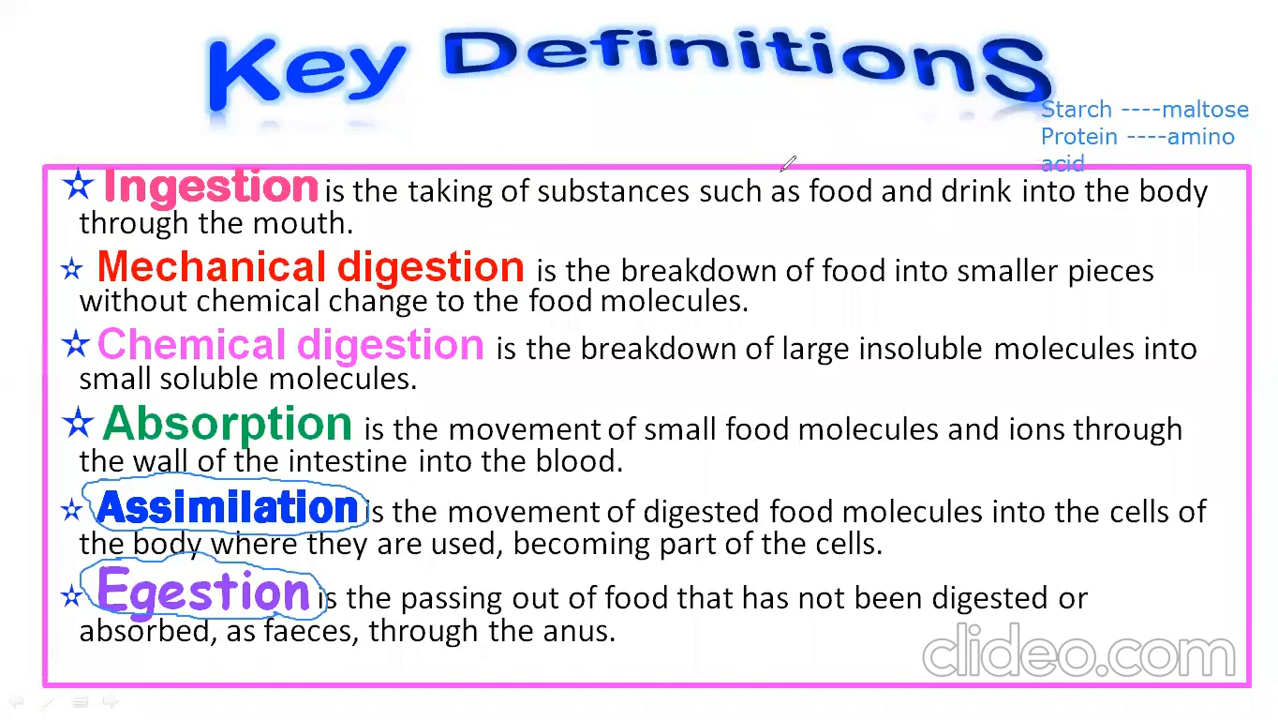 Key Definitions
Starch ----maltose
Protein ----amino
acid
Ingestion is the taking of substances such as food and drink into the body
through the mouth.
Mechanical digestion is the breakdown of food into smaller pieces
without chemical change to the food molecules.
Chemical digestion is the breakdown of large insoluble molecules into
small soluble molecules.
Absorption is the movement of small food molecules and ions through
the wall of the intestine into the blood.
Assimilation is the movement of digested food molecules into the cells of
the body where they are used, becoming part of the cells.
Egestion is the passing out of food that has not been digested or
absorbed, as faeces, through the anus.
clideo.com